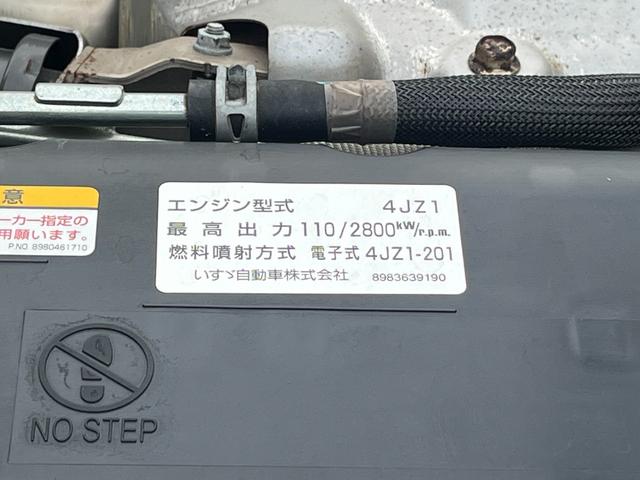 意
ーカー指定の
用願います。
P.NO 8980461710
エンジン型式 4JZ1
最高出力 110/2800kW/r.p.m.
燃料噴射方式 電子式 4JZ1-201
いすゞ自動車株式会社 8983639190
NO STEP